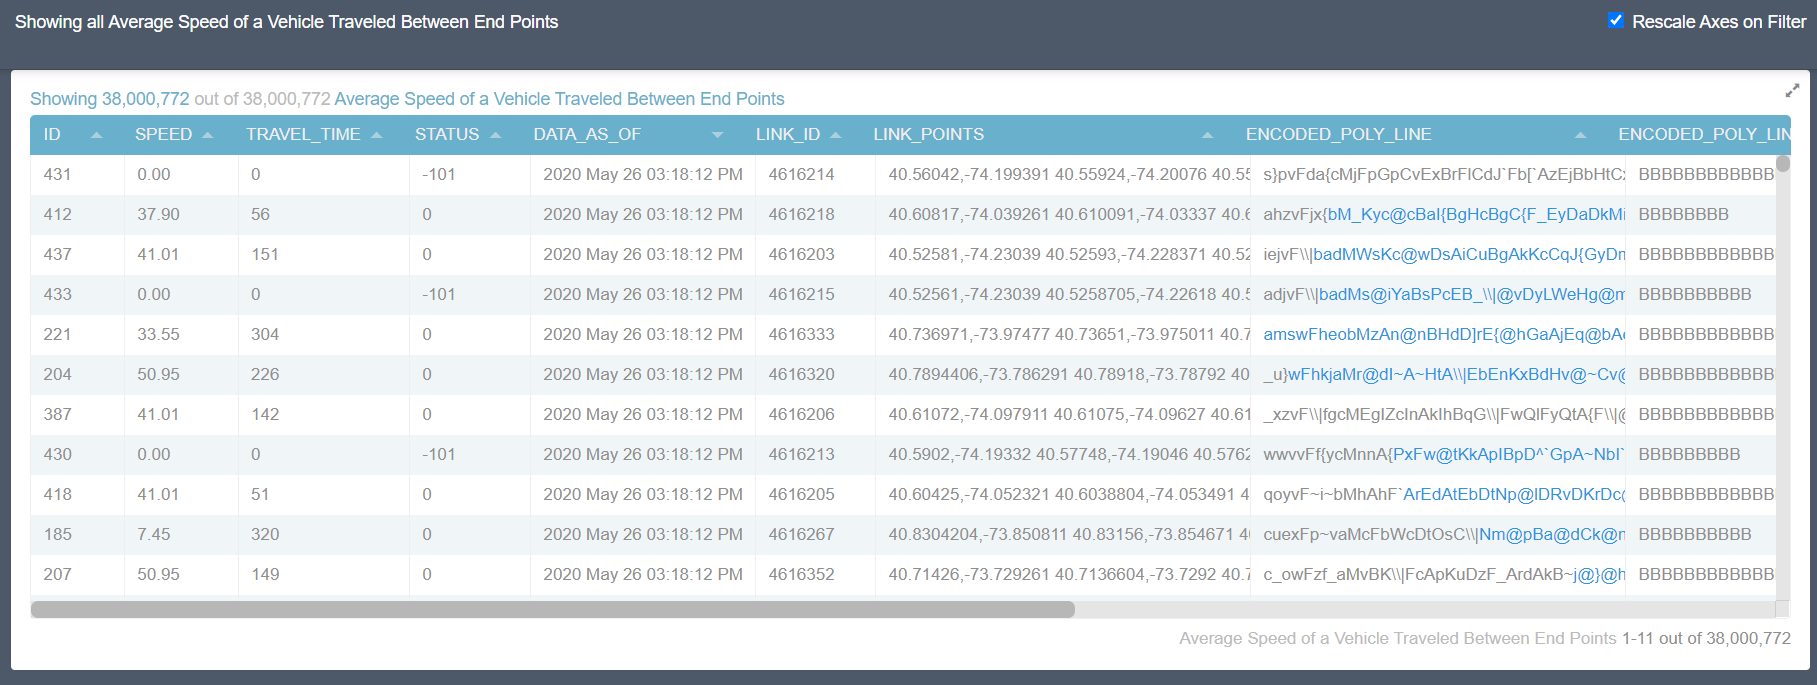 Showing all Average Speed of a Vehicle Traveled Between End Points
Rescale Axes on Filter
Showing 38,000,772 out of 38,000,772 Average Speed of a Vehicle Traveled Between End Points
ID SPEED TRAVEL_TIME STATUS DATA_AS_OF LINK_ID LINK_POINTS ENCODED_POLY_LINE ENCODED_POLY_LIN
431 0.00 0 -101 2020 May 26 03:18:12 PM 4616214 40.56042,-74.199391 40.55924,-74.20076 40.55 s}pvFda{cMjFpGpCvExBrFlCdJ`Fb[`AzEjBbHtCx BBBBBBBBBBBB
412 37.90 56 0 2020 May 26 03:18:12 PM 4616218 40.60817,-74.039261 40.610091,-74.03337 40.6 ahzvFjx{bM_Kyc@cBaI{BgHcBgC{F_EyDaDkMi BBBBBBBB
437 41.01 151 0 2020 May 26 03:18:12 PM 4616203 40.52581,-74.23039 40.52593,-74.228371 40.52 iejvF\\|badMWsKc@wDsAiCuBgAkKcCqJ{GyDm BBBBBBBBBBBB
433 0.00 0 -101 2020 May 26 03:18:12 PM 4616215 40.52561,-74.23039 40.5258705,-74.22618 40.5 adjvF\\|badMs@iYaBsPcEB_\\|@vDyLWeHg@m BBBBBBBBBB
221 33.55 304 0 2020 May 26 03:18:12 PM 4616333 40.736971,-73.97477 40.73651,-73.975011 40.7 amswFheobMzAn@nBHdD]rE{@hGaAjEq@bAc BBBBBBBBBBBB
204 50.95 226 0 2020 May 26 03:18:12 PM 4616320 40.7894406,-73.786291 40.78918,-73.78792 40 _u}wFhkjaMr@dI~A~HtA\\|EbEnKxBdHv@~Cv@ BBBBBBBBBBBB
387 41.01 142 0 2020 May 26 03:18:12 PM 4616206 40.61072,-74.097911 40.61075,-74.09627 40.61 _xzvF\\|fgcMEgIZcInAkIhBqG\\|FwQlFyQtA{F\\|@ BBBBBBBBBBBB
430 0.00 0 -101 2020 May 26 03:18:12 PM 4616213 40.5902,-74.19332 40.57748,-74.19046 40.5762 wwvvFf{ycMnnA{PxFw@tKkApIBpD^`GpA~NbI` BBBBBBBBB
418 41.01 51 0 2020 May 26 03:18:12 PM 4616205 40.60425,-74.052321 40.6038804,-74.053491 4 qoyvF~i~bMhAhF`ArEdAtEbDtNp@lDRvDKrDc@ BBBBBBBBBBBB
185 7.45 320 0 2020 May 26 03:18:12 PM 4616267 40.8304204,-73.850811 40.83156,-73.854671 4 cuexFp~vaMcFbWcDtOsC\\|Nm@pBa@dCk@n BBBBBBBBBB
207 50.95 149 0 2020 May 26 03:18:12 PM 4616352 40.71426,-73.729261 40.7136604,-73.7292 40.7 c_owFzf_aMvBK\\|FcApKuDzF_ArdAkB~j@}@h BBBBBBBBBBBB
Average Speed of a Vehicle Traveled Between End Points 1-11 out of 38,000,772